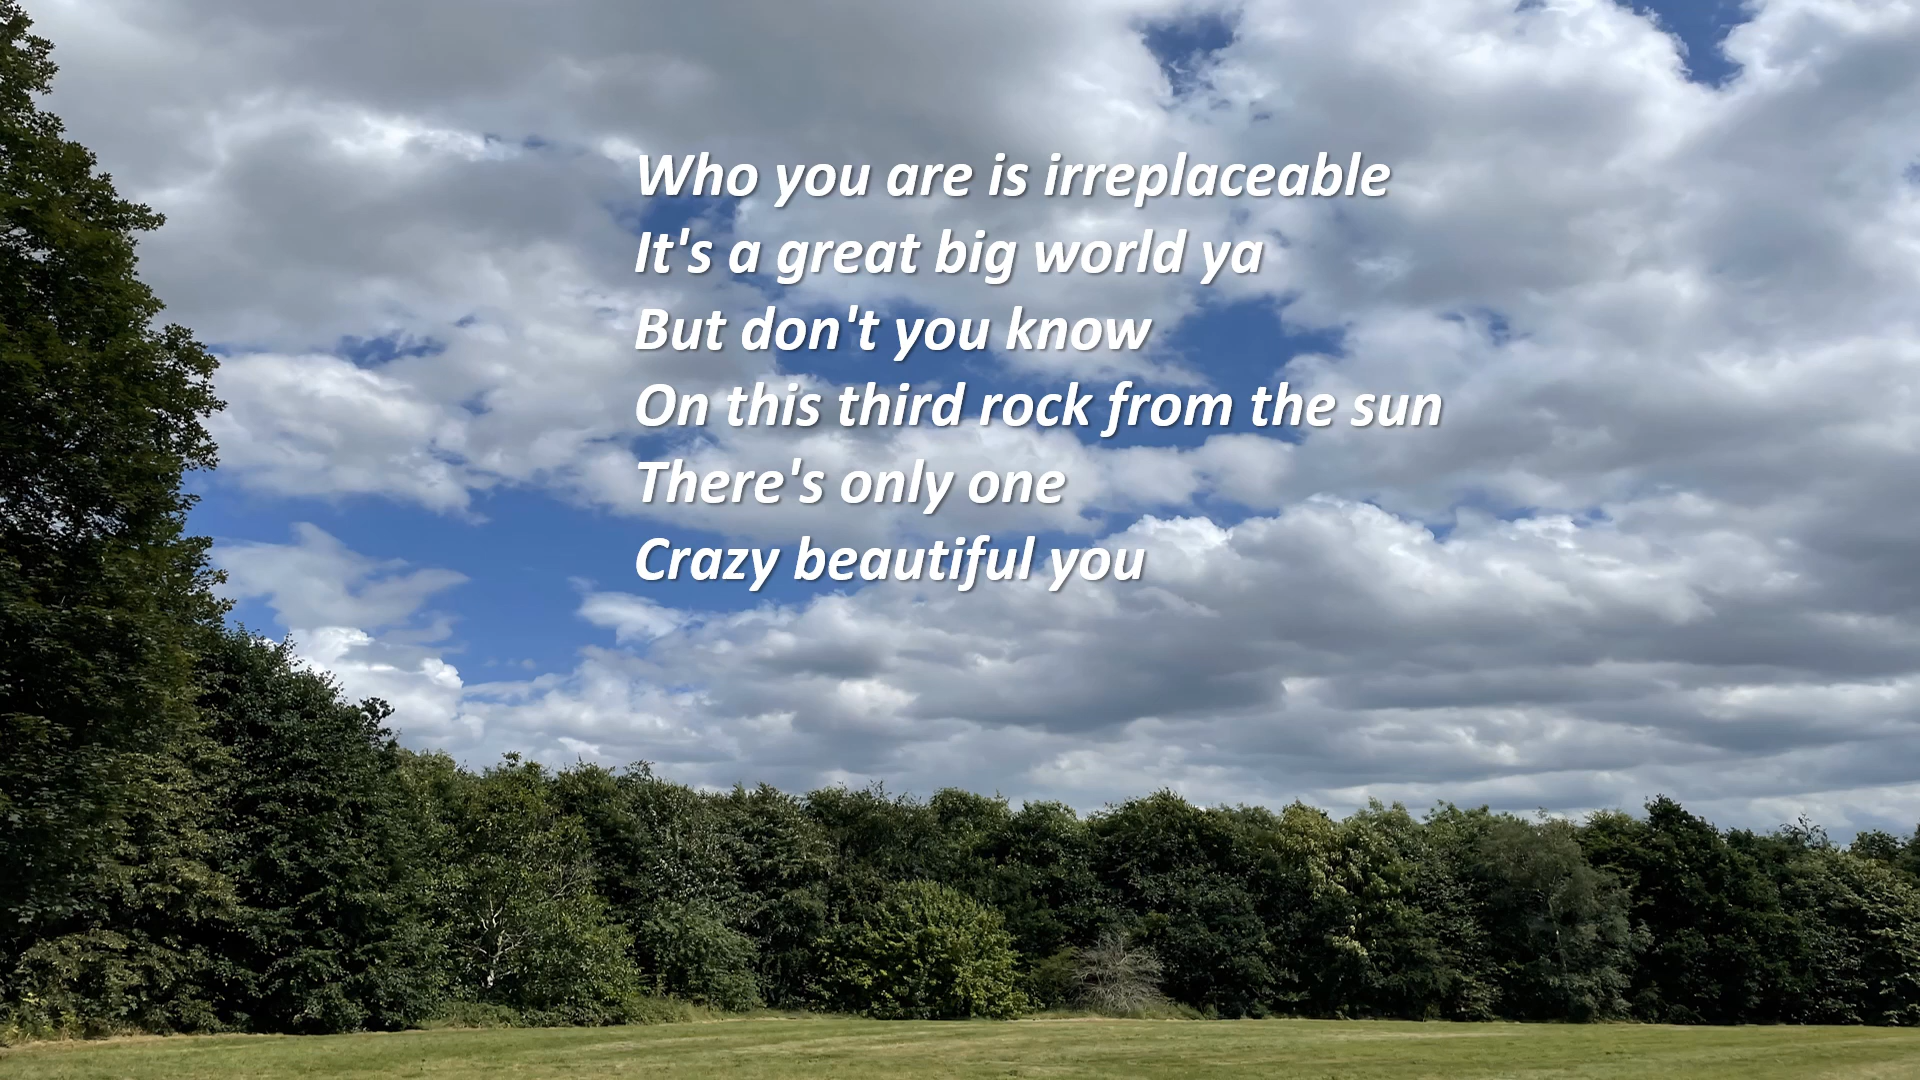 Who you are is irreplaceable
It's a great big world ya
But don't you know
On this third rock from the sun
There's only one
Crazy beautiful you